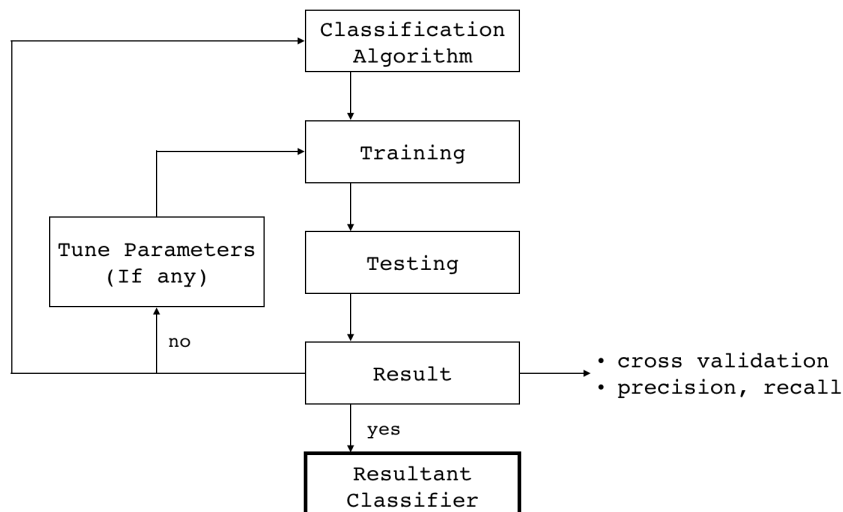 Classification
Algorithm
Training
Tune Parameters
(If any)
Testing
no
Result
• cross validation
• precision, recall
yes
Resultant
Classifier